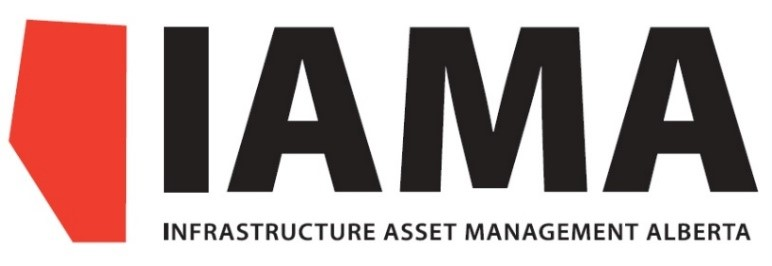 IAMA
INFRASTRUCTURE ASSET MANAGEMENT ALBERTA